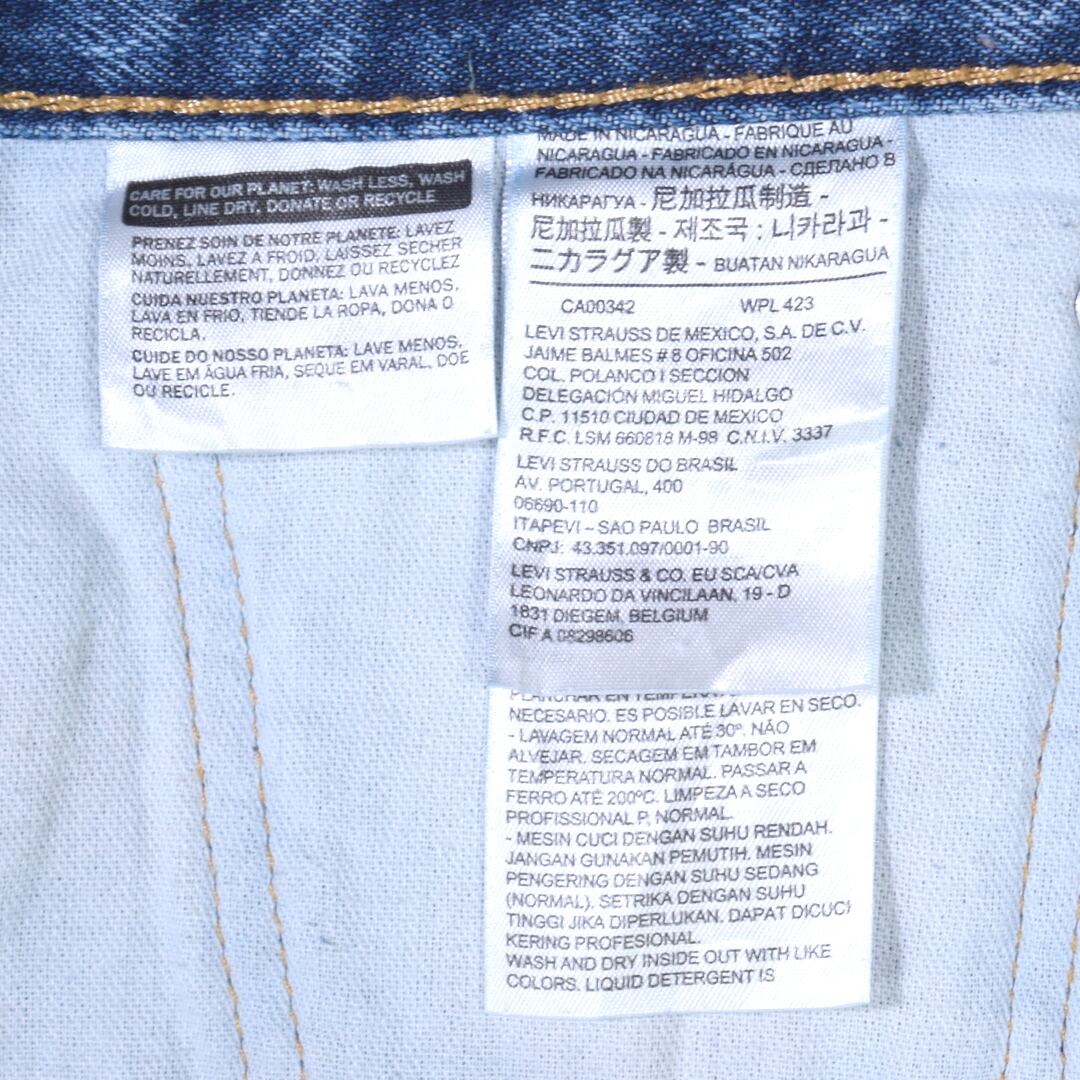 CARE FOR OUR PLANET: WASH LESS, WASH
COLD, LINE DRY, DONATE OR RECYCLE
PRENEZ SOIN DE NOTRE PLANETE: LAVEZ
MOINS, LAVEZ A FROID, LAISSEZ SECHER
NATURELLEMENT, DONNEZ OU RECYCLEZ
CUIDA NUESTRO PLANETA: LAVA MENOS,
LAVA EN FRIO, TIENDE LA ROPA, DONA O
RECICLA.
CUIDE DO NOSSO PLANETA: LAVE MENOS,
LAVE EM ÁGUA FRIA, SEQUE EM VARAL, DOE
OU RECICLE.
MADE IN NICARAGUA - FABRIQUE AU
NICARAGUA - FABRICADO EN NICARAGUA -
FABRICADO NA NICARÁGUA - СДЕЛАНО В
НИКАРАГУА - 尼加拉瓜制造 -
尼加拉瓜製 - 제조국 : 니카라과 -
ニカラグア製 - BUATAN NIKARAGUA
CA00342 WPL 423
LEVI STRAUSS DE MEXICO, S.A. DE C.V.
JAIME BALMES # 8 OFICINA 502
COL. POLANCO I SECCION
DELEGACIÓN MIGUEL HIDALGO
C.P. 11510 CIUDAD DE MEXICO
R.F.C. LSM 660818 M-98 C.N.I.V. 3337
LEVI STRAUSS DO BRASIL
AV. PORTUGAL, 400
06690-110
ITAPEVI – SAO PAULO BRASIL
CNPJ: 43.351.097/0001-90
LEVI STRAUSS & CO. EU SCA/CVA
LEONARDO DA VINCILAAN, 19 - D
1831 DIEGEM, BELGIUM
CIF A 08298606
PLANCHAR EN
NECESARIO. ES POSIBLE LAVAR EN SECO.
- LAVAGEM NORMAL ATÉ 30º. NÃO
ALVEJAR. SECAGEM EM TAMBOR EM
TEMPERATURA NORMAL. PASSAR A
FERRO ATÉ 200ºC. LIMPEZA A SECO
PROFISSIONAL P, NORMAL.
- MESIN CUCI DENGAN SUHU RENDAH.
JANGAN GUNAKAN PEMUTIH. MESIN
PENGERING DENGAN SUHU SEDANG
(NORMAL). SETRIKA DENGAN SUHU
TINGGI JIKA DIPERLUKAN. DAPAT DICUCI
KERING PROFESIONAL.
WASH AND DRY INSIDE OUT WITH LIKE
COLORS. LIQUID DETERGENT IS